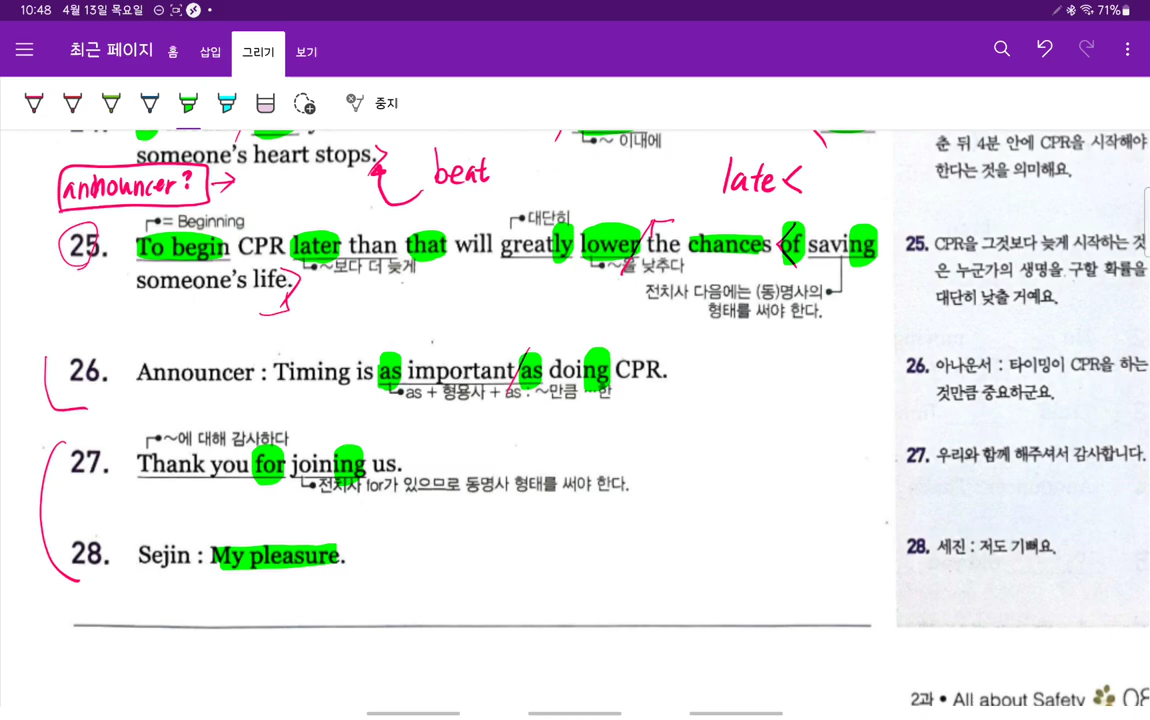 10:48 4월 13일 목요일 71%
최근 페이지 홈 삽입 그리기 보기
중지
someone's heart stops.
~ 이내에
beat
late <
announcer?
춘 뒤 4분 안에 CPR을 시작해야
한다는 것을 의미해요.
= Beginning
대단히
25. To begin CPR later than that will greatly lower the chances of saving
~보다 더 늦게
~을 낮추다
someone's life.
전치사 다음에는 (동)명사의
형태를 써야 한다.
25. CPR을 그것보다 늦게 시작하는 것
은 누군가의 생명을 구할 확률을
대단히 낮출 거예요.
26. Announcer : Timing is as important as doing CPR.
as + 형용사 + as : ~만큼 …한
26. 아나운서 : 타이밍이 CPR을 하는
것만큼 중요하군요.
~에 대해 감사하다
27. Thank you for joining us.
전치사 for가 있으므로 동명사 형태를 써야 한다.
27. 우리와 함께 해주셔서 감사합니다.
28. Sejin : My pleasure.
28. 세진 : 저도 기뻐요.
2과 • All about Safety